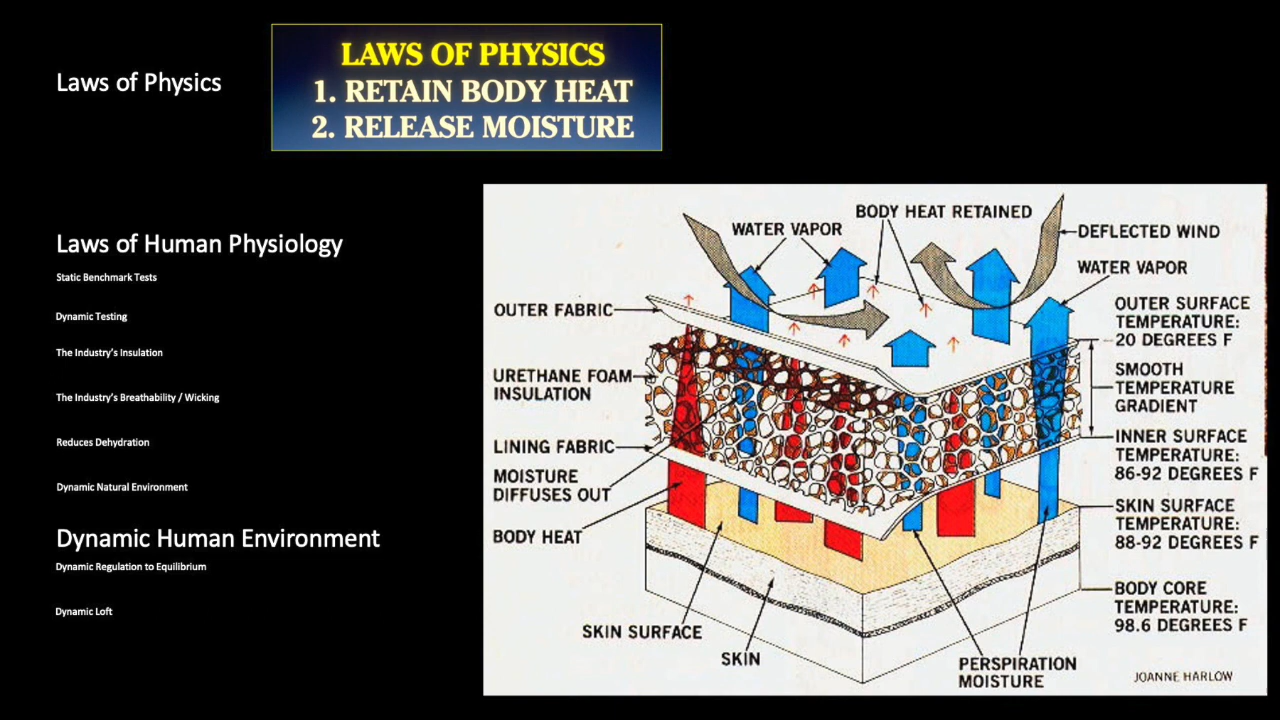 Laws of Physics
LAWS OF PHYSICS
1. RETAIN BODY HEAT
2. RELEASE MOISTURE
Laws of Human Physiology
Static Benchmark Tests
Dynamic Testing
The Industry's Insulation
The Industry's Breathability / Wicking
Reduces Dehydration
Dynamic Natural Environment
Dynamic Human Environment
Dynamic Regulation to Equilibrium
Dynamic Loft
BODY HEAT RETAINED
WATER VAPOR
DEFLECTED WIND
WATER VAPOR
OUTER FABRIC
URETHANE FOAM
INSULATION
LINING FABRIC
MOISTURE
DIFFUSES OUT
BODY HEAT
OUTER SURFACE
TEMPERATURE:
20 DEGREES F
SMOOTH
TEMPERATURE
GRADIENT
INNER SURFACE
TEMPERATURE:
86-92 DEGREES F
SKIN SURFACE
TEMPERATURE:
88-92 DEGREES F
BODY CORE
TEMPERATURE:
98.6 DEGREES F
SKIN SURFACE
SKIN
PERSPIRATION
MOISTURE
JOANNE HARLOW